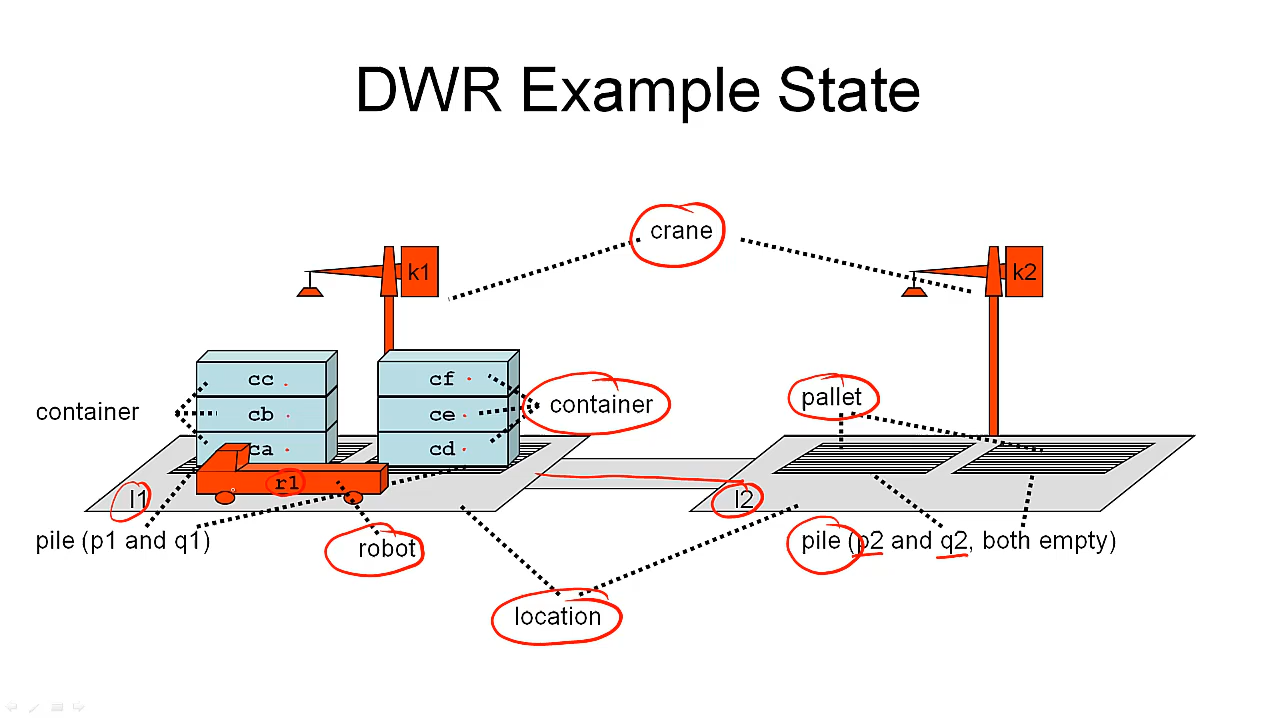 DWR Example State
crane
k1
k2
cc
cf
cb
ce
ca
cd
container
container
pallet
r1
l1
l2
pile (p1 and q1)
robot
pile (p2 and q2, both empty)
location